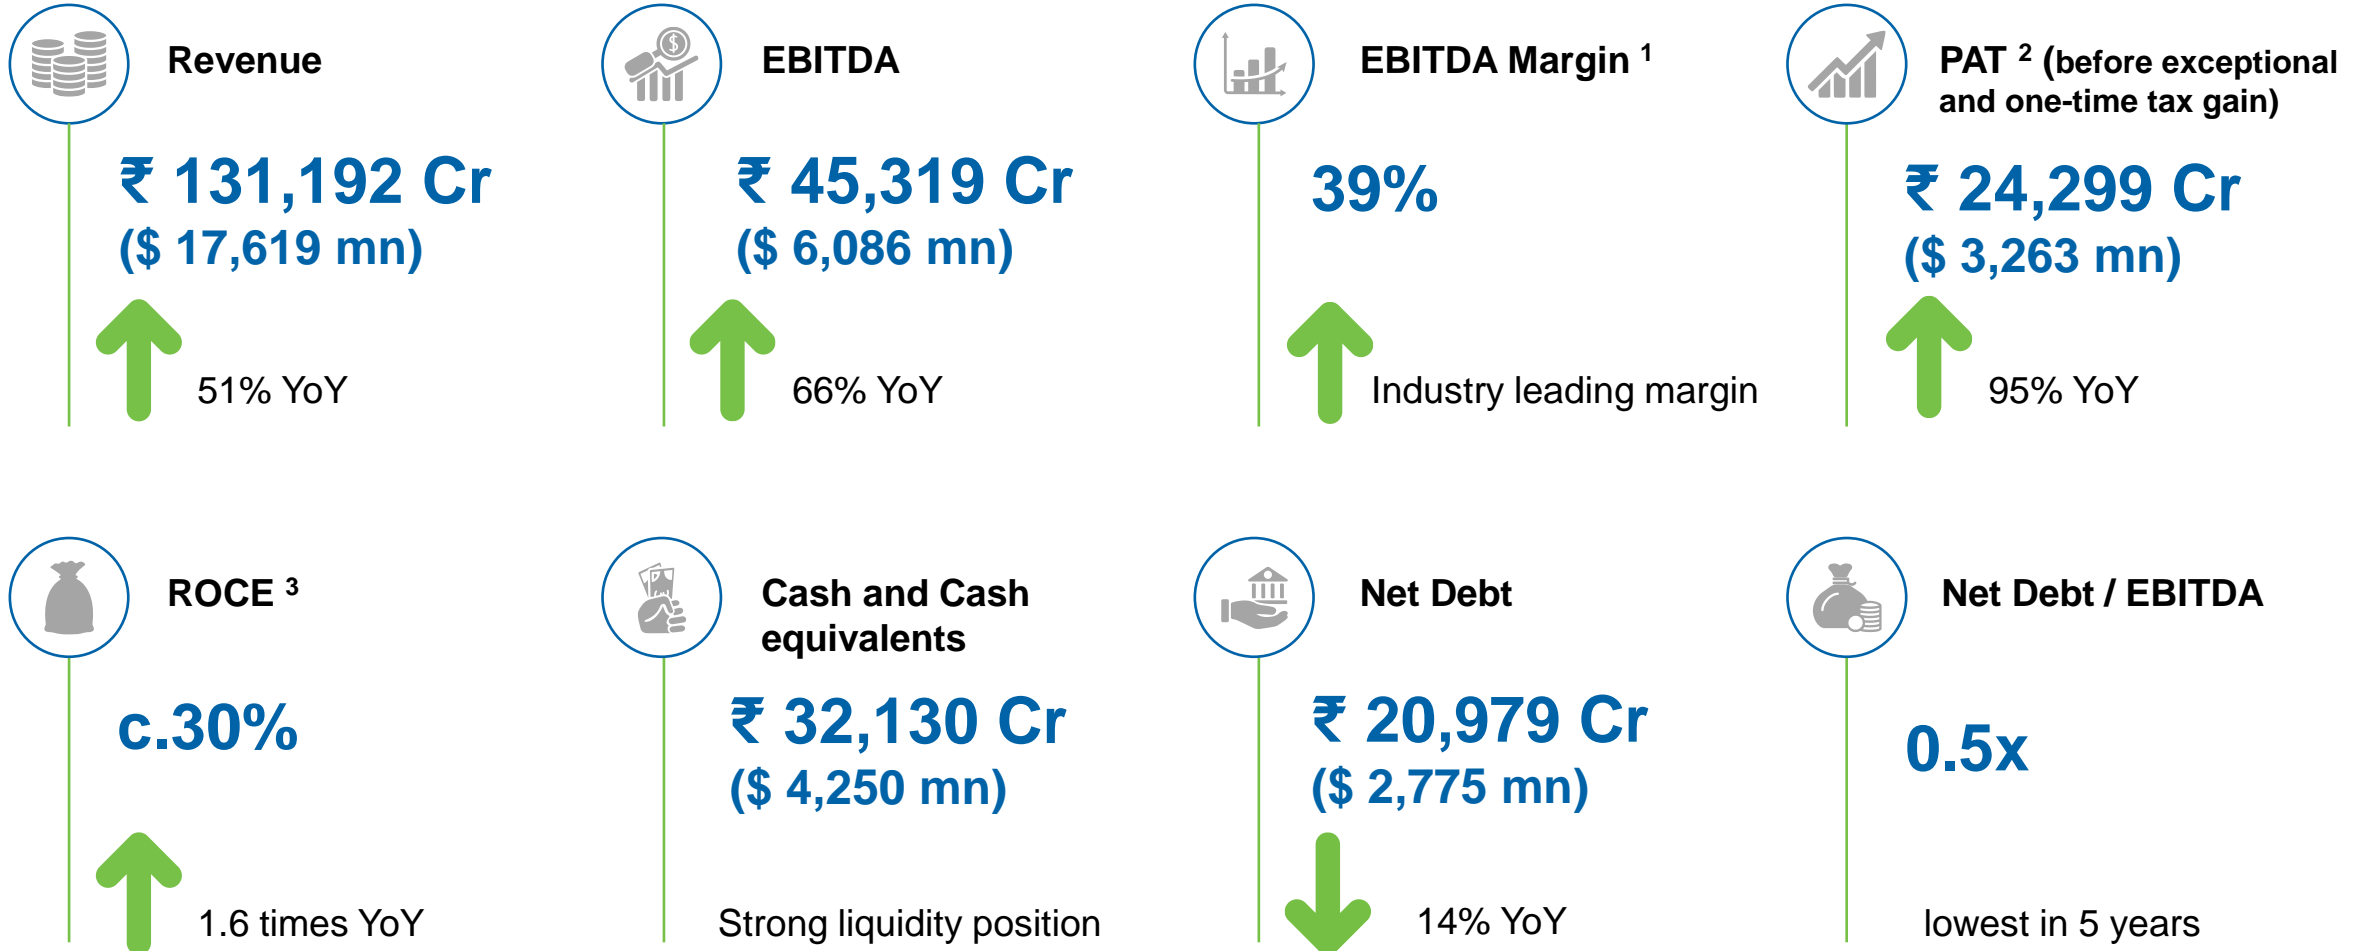 Revenue
₹ 131,192 Cr
($ 17,619 mn)
51% YoY
EBITDA
₹ 45,319 Cr
($ 6,086 mn)
66% YoY
EBITDA Margin ¹
39%
Industry leading margin
PAT ² (before exceptional
and one-time tax gain)
₹ 24,299 Cr
($ 3,263 mn)
95% YoY
ROCE ³
c.30%
1.6 times YoY
Cash and Cash
equivalents
₹ 32,130 Cr
($ 4,250 mn)
Strong liquidity position
Net Debt
₹ 20,979 Cr
($ 2,775 mn)
14% YoY
Net Debt / EBITDA
0.5x
lowest in 5 years